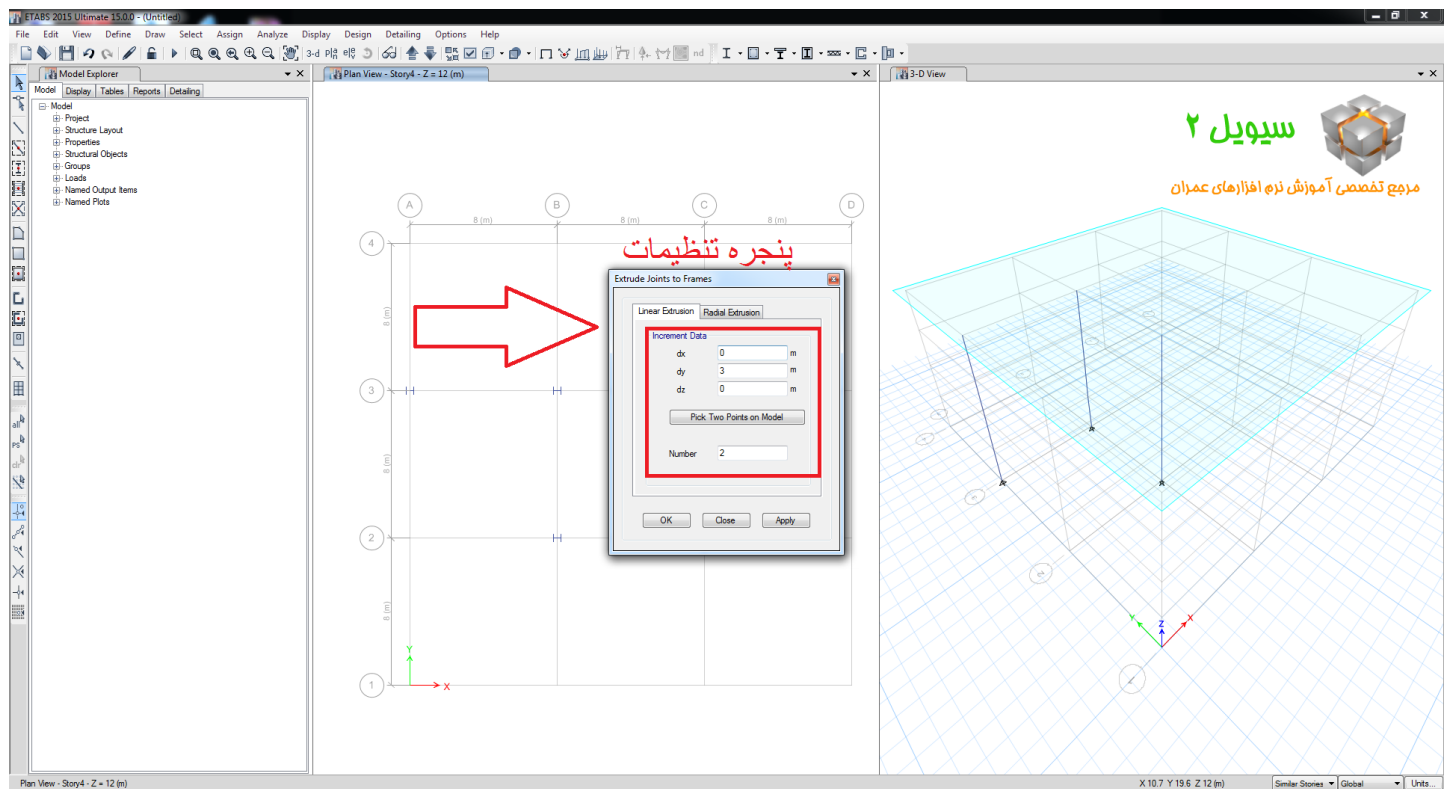 ETABS 2015 Ultimate 15.0.0 - (Untitled)
File Edit View Define Draw Select Assign Analyze Display Design Detailing Options Help
3-d nd
Model Explorer
Plan View - Story4 - Z = 12 (m)
3-D View
Model Display Tables Reports Detailing
Model
Project
Structure Layout
Properties
Structural Objects
Groups
Loads
Named Output Items
Named Plots
all
PS
dr
سیویل ۲
مرجع تخصصی آموزش نرم افزارهای عمران
A B C D
8 (m) 8 (m) 8 (m)
4
پنجره تنظیمات
Extrude Joints to Frames
Linear Extrusion Radial Extrusion
Increment Data
dx 0 m
dy 3 m
dz 0 m
Pick Two Points on Model
Number 2
OK Close Apply
8 (m)
3
8 (m)
2
8 (m)
1
Y
X
Y Z X
Plan View - Story4 - Z = 12 (m)
X 10.7 Y 19.6 Z 12 (m)
Similar Stories Global Units...